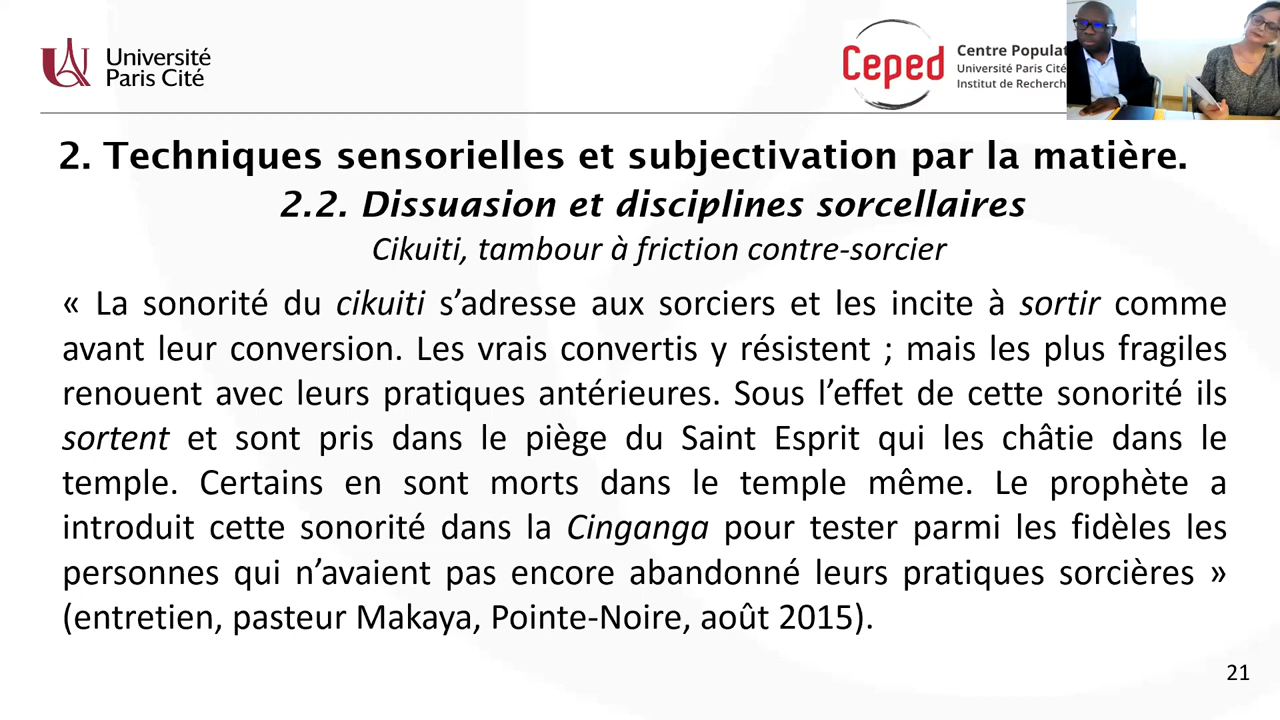 Université
Paris Cité
Ceped
Centre Populat
Université Paris Cité
Institut de Recherch
2. Techniques sensorielles et subjectivation par la matière.
2.2. Dissuasion et disciplines sorcellaires
Cikuiti, tambour à friction contre-sorcier
« La sonorité du cikuiti s’adresse aux sorciers et les incite à sortir comme
avant leur conversion. Les vrais convertis y résistent ; mais les plus fragiles
renouent avec leurs pratiques antérieures. Sous l’effet de cette sonorité ils
sortent et sont pris dans le piège du Saint Esprit qui les châtie dans le
temple. Certains en sont morts dans le temple même. Le prophète a
introduit cette sonorité dans la Cinganga pour tester parmi les fidèles les
personnes qui n’avaient pas encore abandonné leurs pratiques sorcières »
(entretien, pasteur Makaya, Pointe-Noire, août 2015).
21